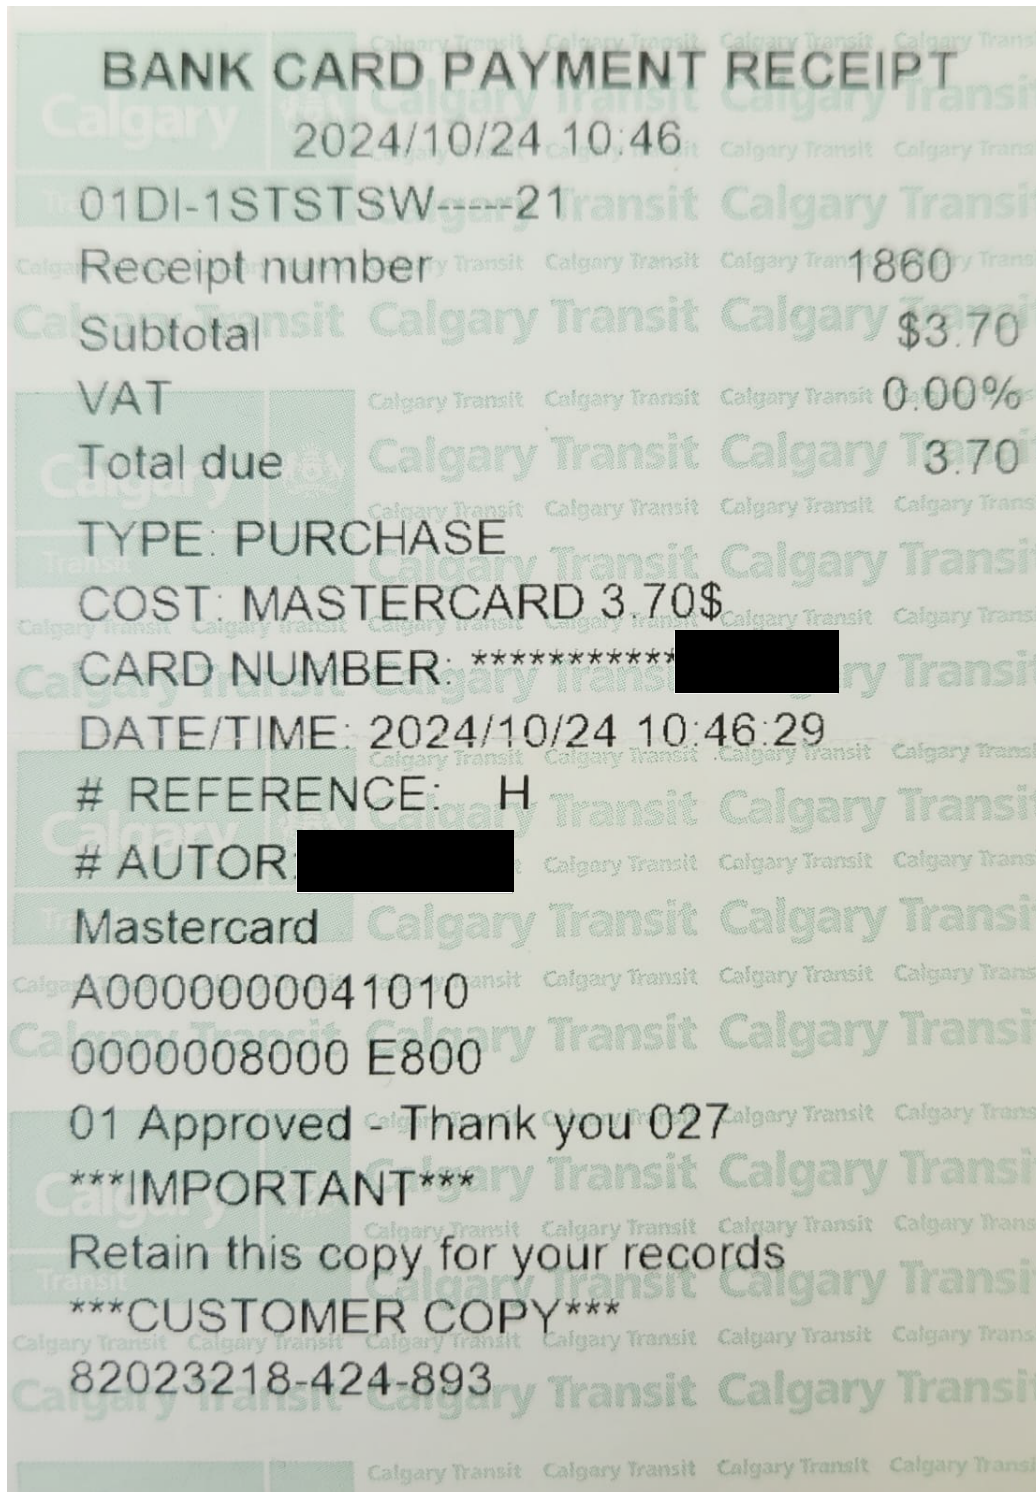 BANK CARD PAYMENT RECEIPT
2024/10/24 10:46
01DI-1STSTSW-----21
Receipt number 1860
Subtotal $3.70
VAT 0.00%
Total due 3.70
TYPE: PURCHASE
COST: MASTERCARD 3.70$
CARD NUMBER: ***********
DATE/TIME: 2024/10/24 10:46:29
# REFERENCE: H
# AUTOR:
Mastercard
A0000000041010
0000008000 E800
01 Approved - Thank you 027
***IMPORTANT***
Retain this copy for your records
***CUSTOMER COPY***
82023218-424-893
Calgary Transit